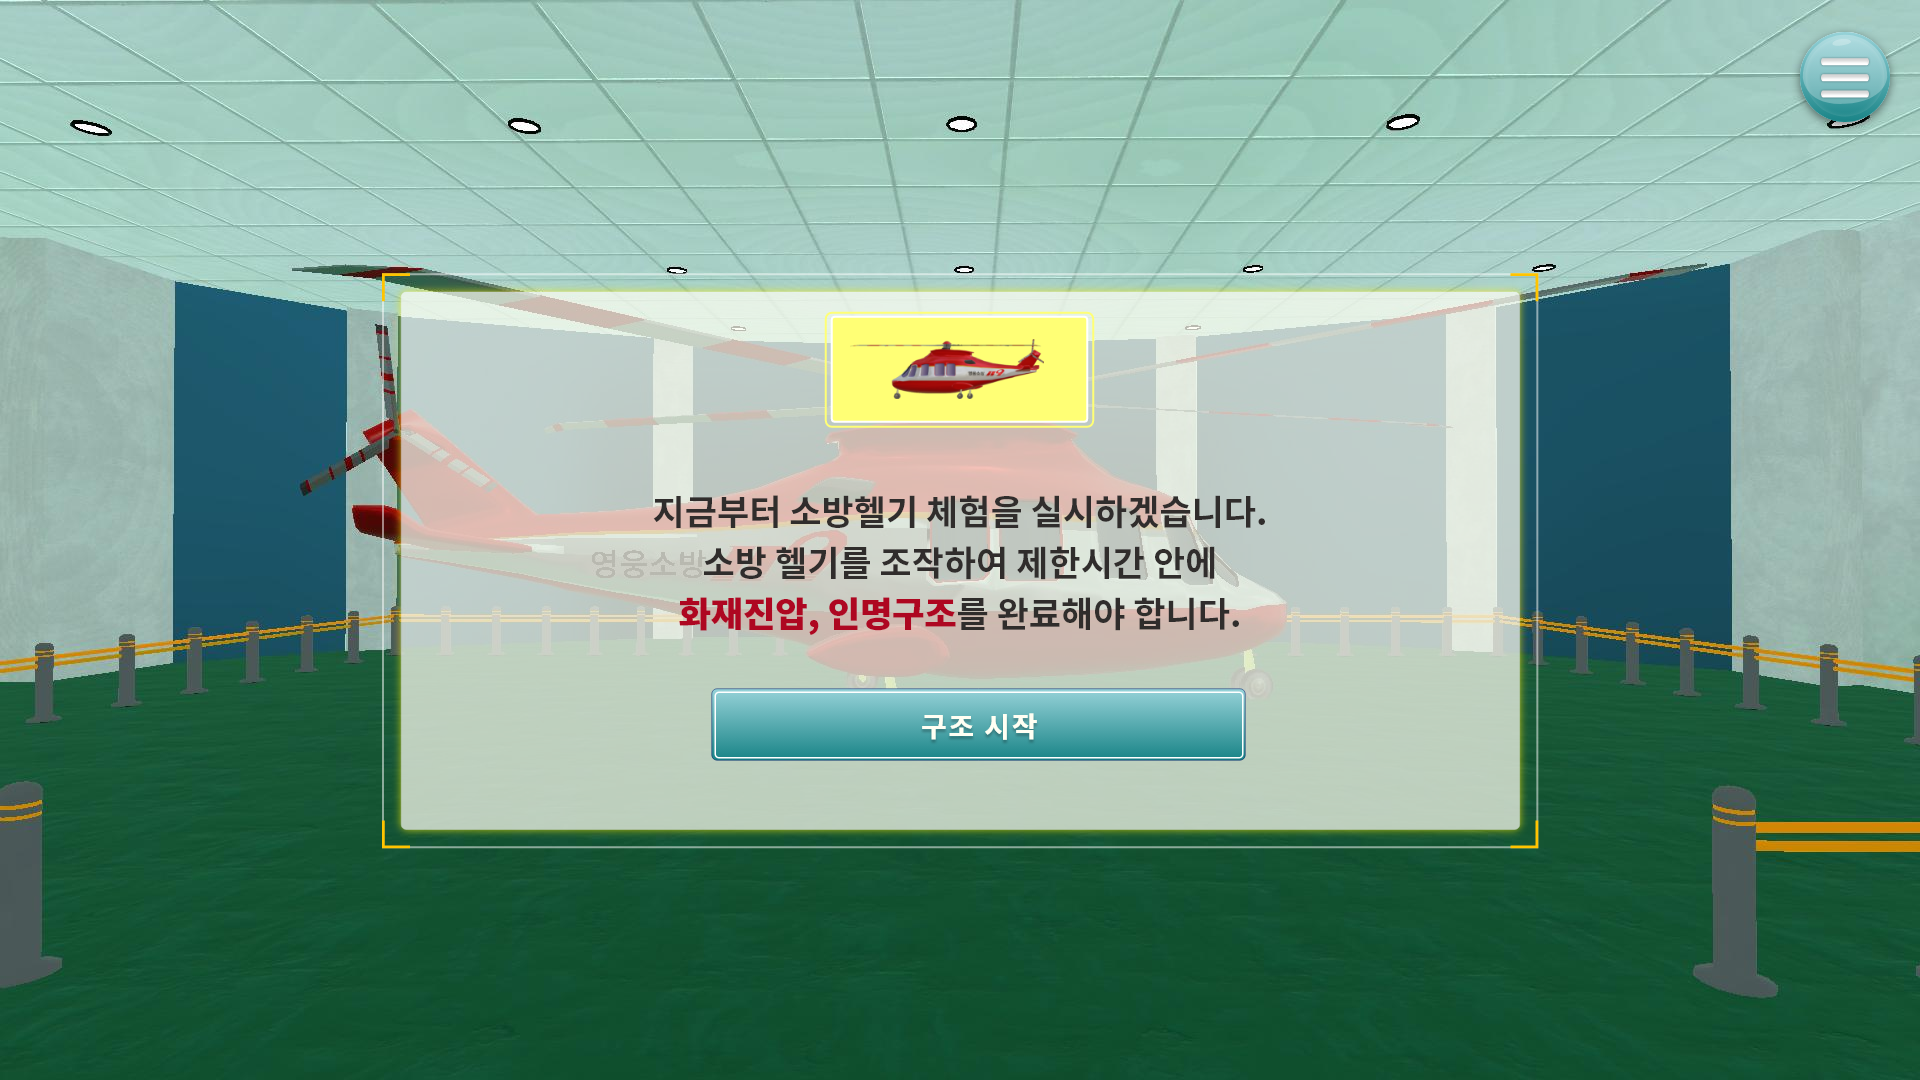 지금부터 소방헬기 체험을 실시하겠습니다.
소방 헬기를 조작하여 제한시간 안에
화재진압, 인명구조를 완료해야 합니다.
영웅소방 119
구조 시작